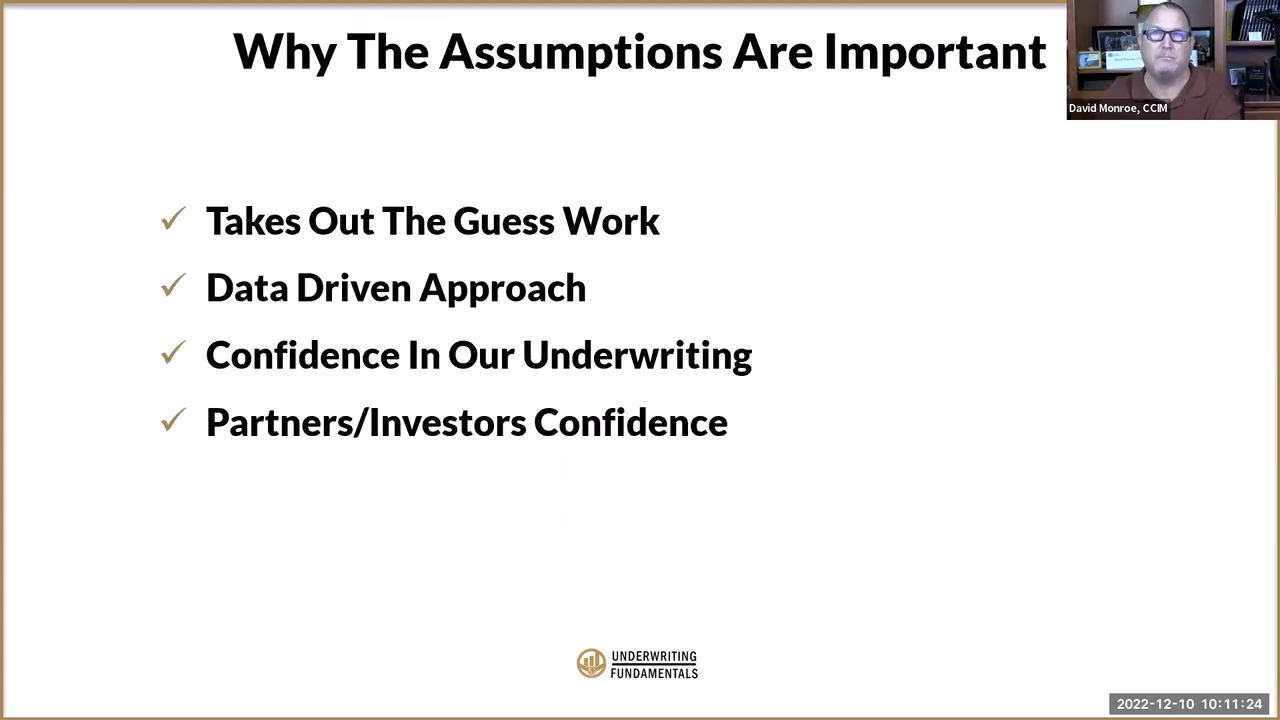 Why The Assumptions Are Important
David Monroe, CCIM
✓ Takes Out The Guess Work
✓ Data Driven Approach
✓ Confidence In Our Underwriting
✓ Partners/Investors Confidence
UNDERWRITING
FUNDAMENTALS
2022-12-10 10:11:24